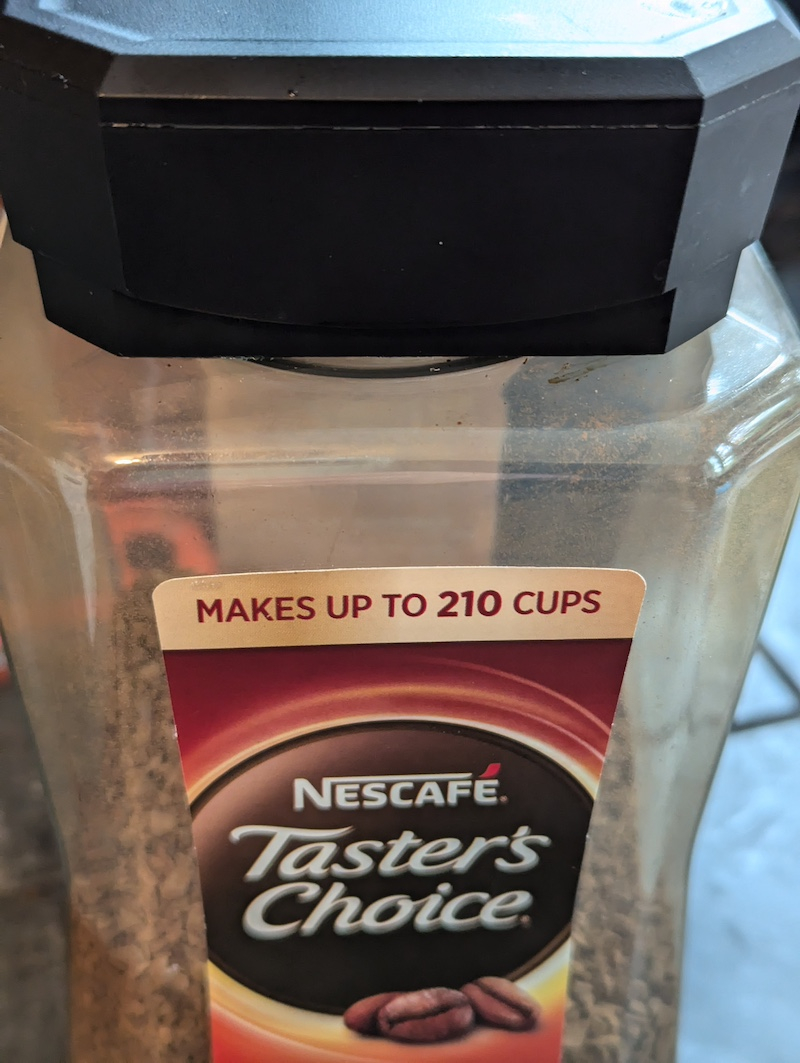 MAKES UP TO 210 CUPS
NESCAFÉ.
Taster's
Choice.